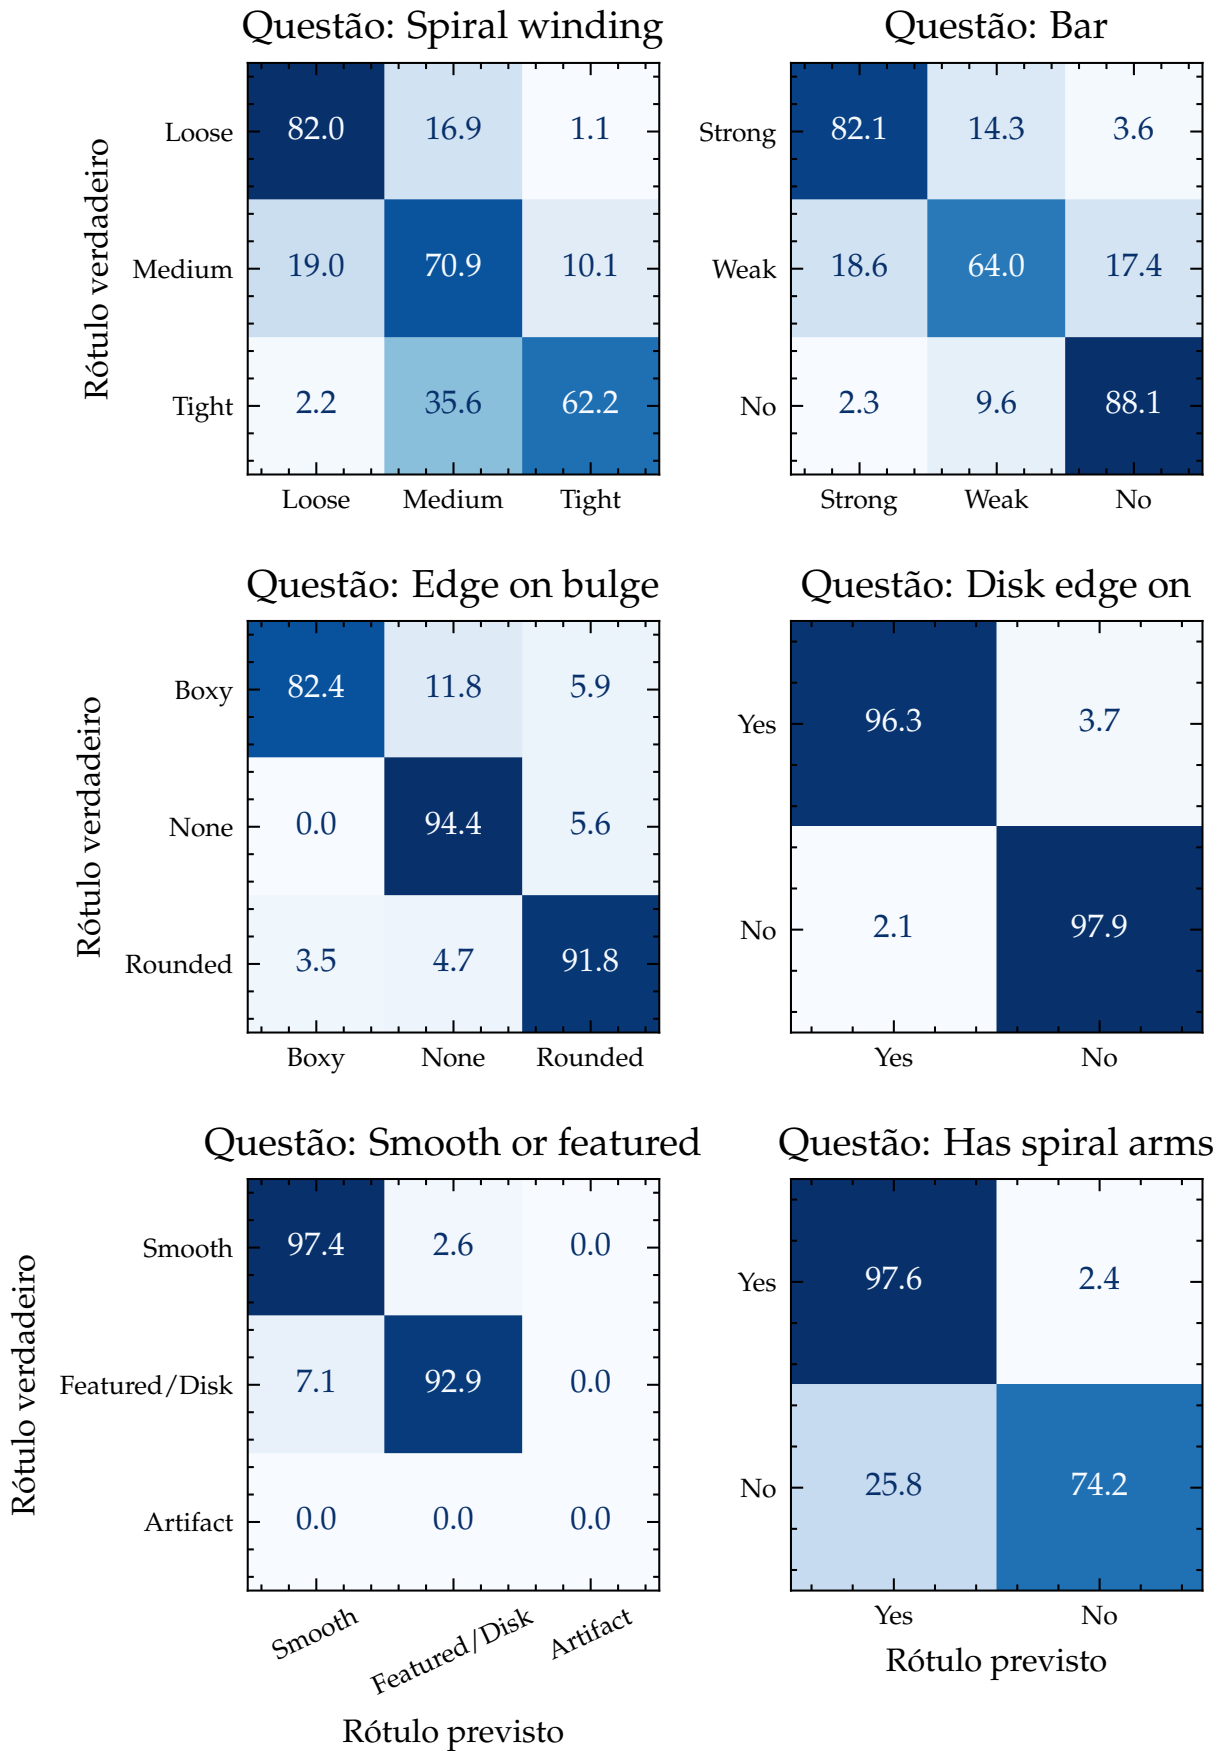 Questão: Spiral winding
Rótulo verdadeiro
Loose 82.0 16.9 1.1
Medium 19.0 70.9 10.1
Tight 2.2 35.6 62.2
Loose Medium Tight
Questão: Bar
Strong 82.1 14.3 3.6
Weak 18.6 64.0 17.4
No 2.3 9.6 88.1
Strong Weak No
Questão: Edge on bulge
Rótulo verdadeiro
Boxy 82.4 11.8 5.9
None 0.0 94.4 5.6
Rounded 3.5 4.7 91.8
Boxy None Rounded
Questão: Disk edge on
Yes 96.3 3.7
No 2.1 97.9
Yes No
Questão: Smooth or featured
Rótulo verdadeiro
Smooth 97.4 2.6 0.0
Featured/Disk 7.1 92.9 0.0
Artifact 0.0 0.0 0.0
Smooth Featured/Disk Artifact
Rótulo previsto
Questão: Has spiral arms
Yes 97.6 2.4
No 25.8 74.2
Yes No
Rótulo previsto